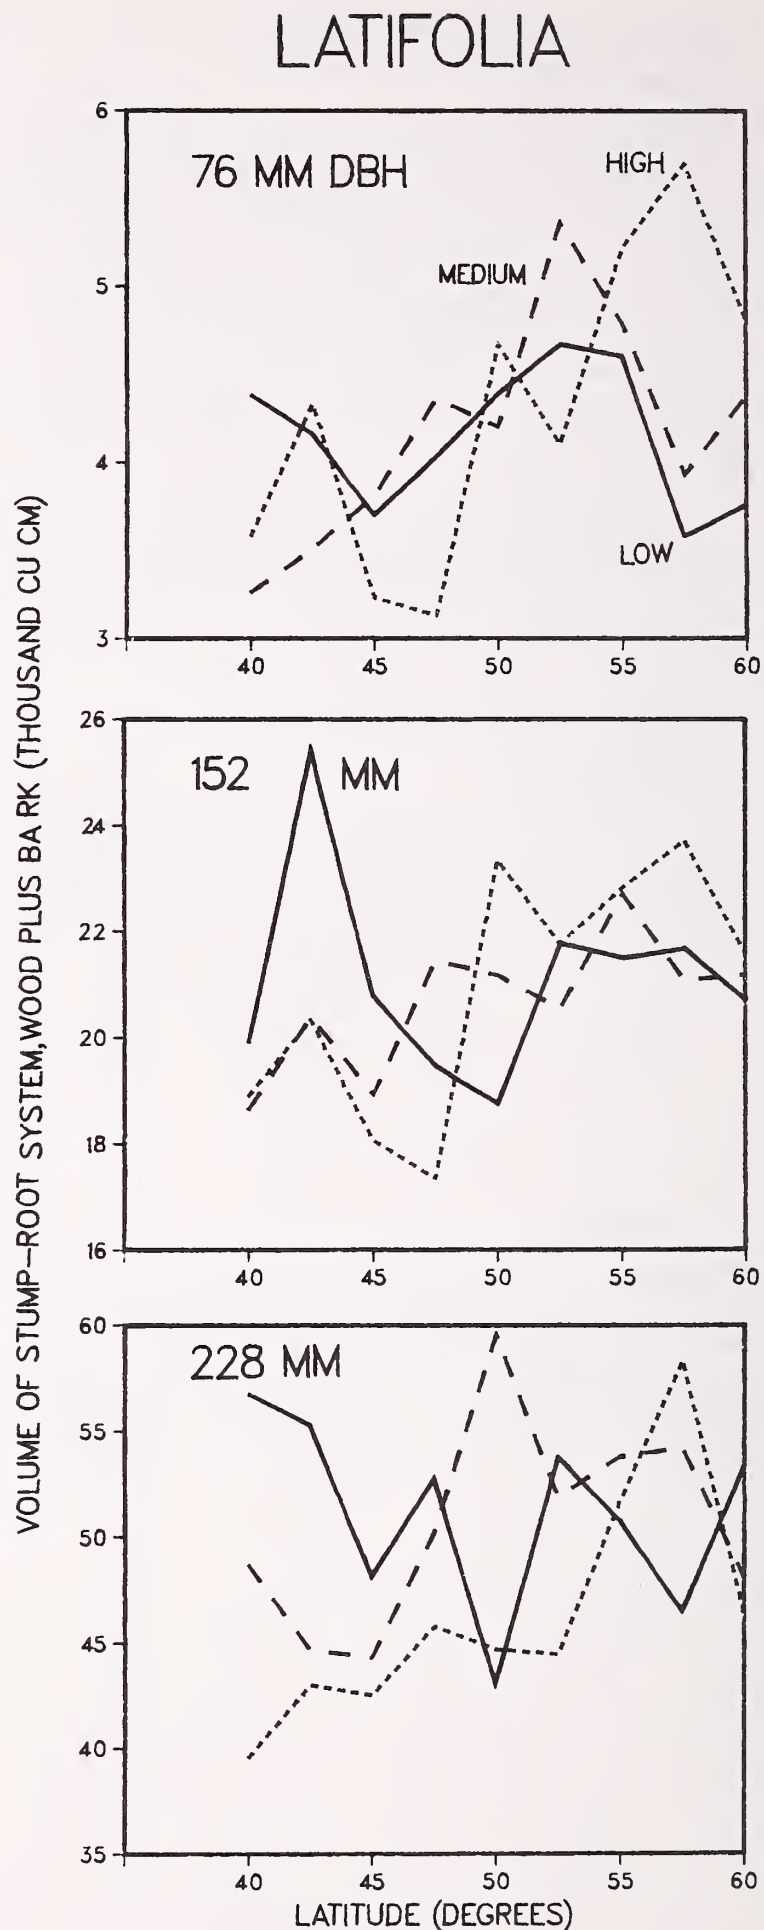 LATIFOLIA
VOLUME OF STUMP-ROOT SYSTEM, WOOD PLUS BA RK (THOUSAND CU CM)
6
5
4
3
76 MM DBH
HIGH
MEDIUM
LOW
40 45 50 55 60
26
24
22
20
18
16
152 MM
40 45 50 55 60
60
55
50
45
40
35
228 MM
40 45 50 55 60
LATITUDE (DEGREES)